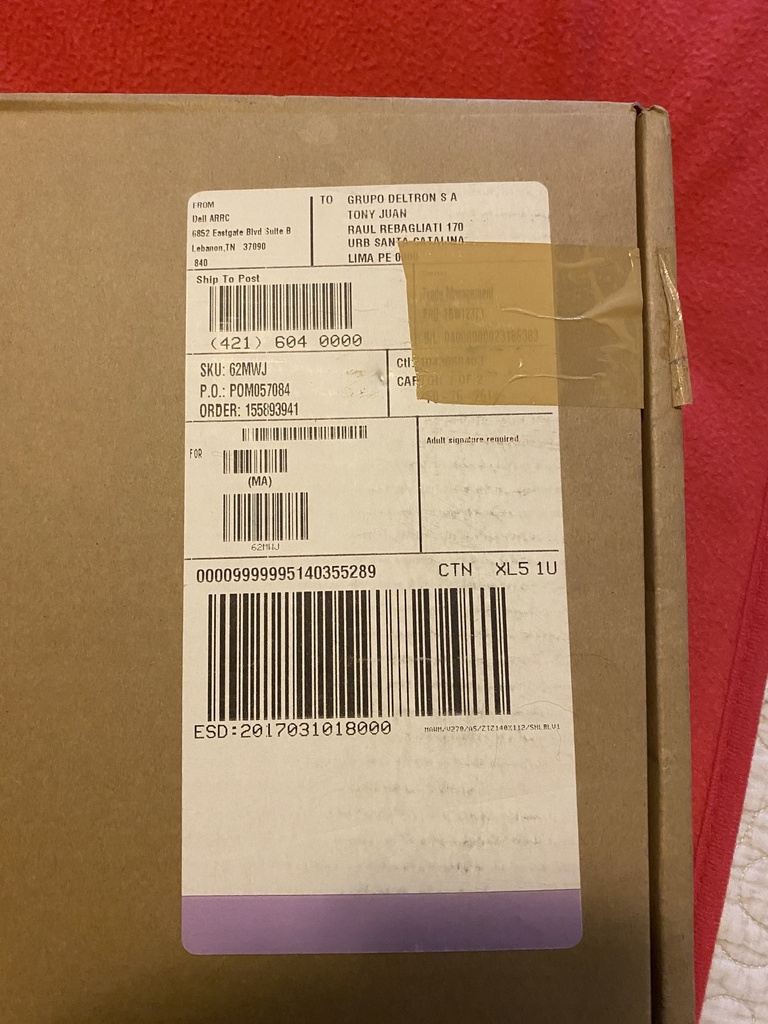 FROM
Dell ARRC
6852 Eastgate Blvd Suite B
Lebanon,TN 37090
840
TO GRUPO DELTRON S A
TONY JUAN
RAUL REBAGLIATI 170
URB SANTA CATALINA
LIMA PE
Ship To Post
(421) 604 0000
Trade Management
SKU: 62MWJ
P.O.: POM057084
ORDER: 155893941
FOR
(MA)
62MWJ
Adult signature required
00009999995140355289
CTN XL5 1U
ESD:2017031018000